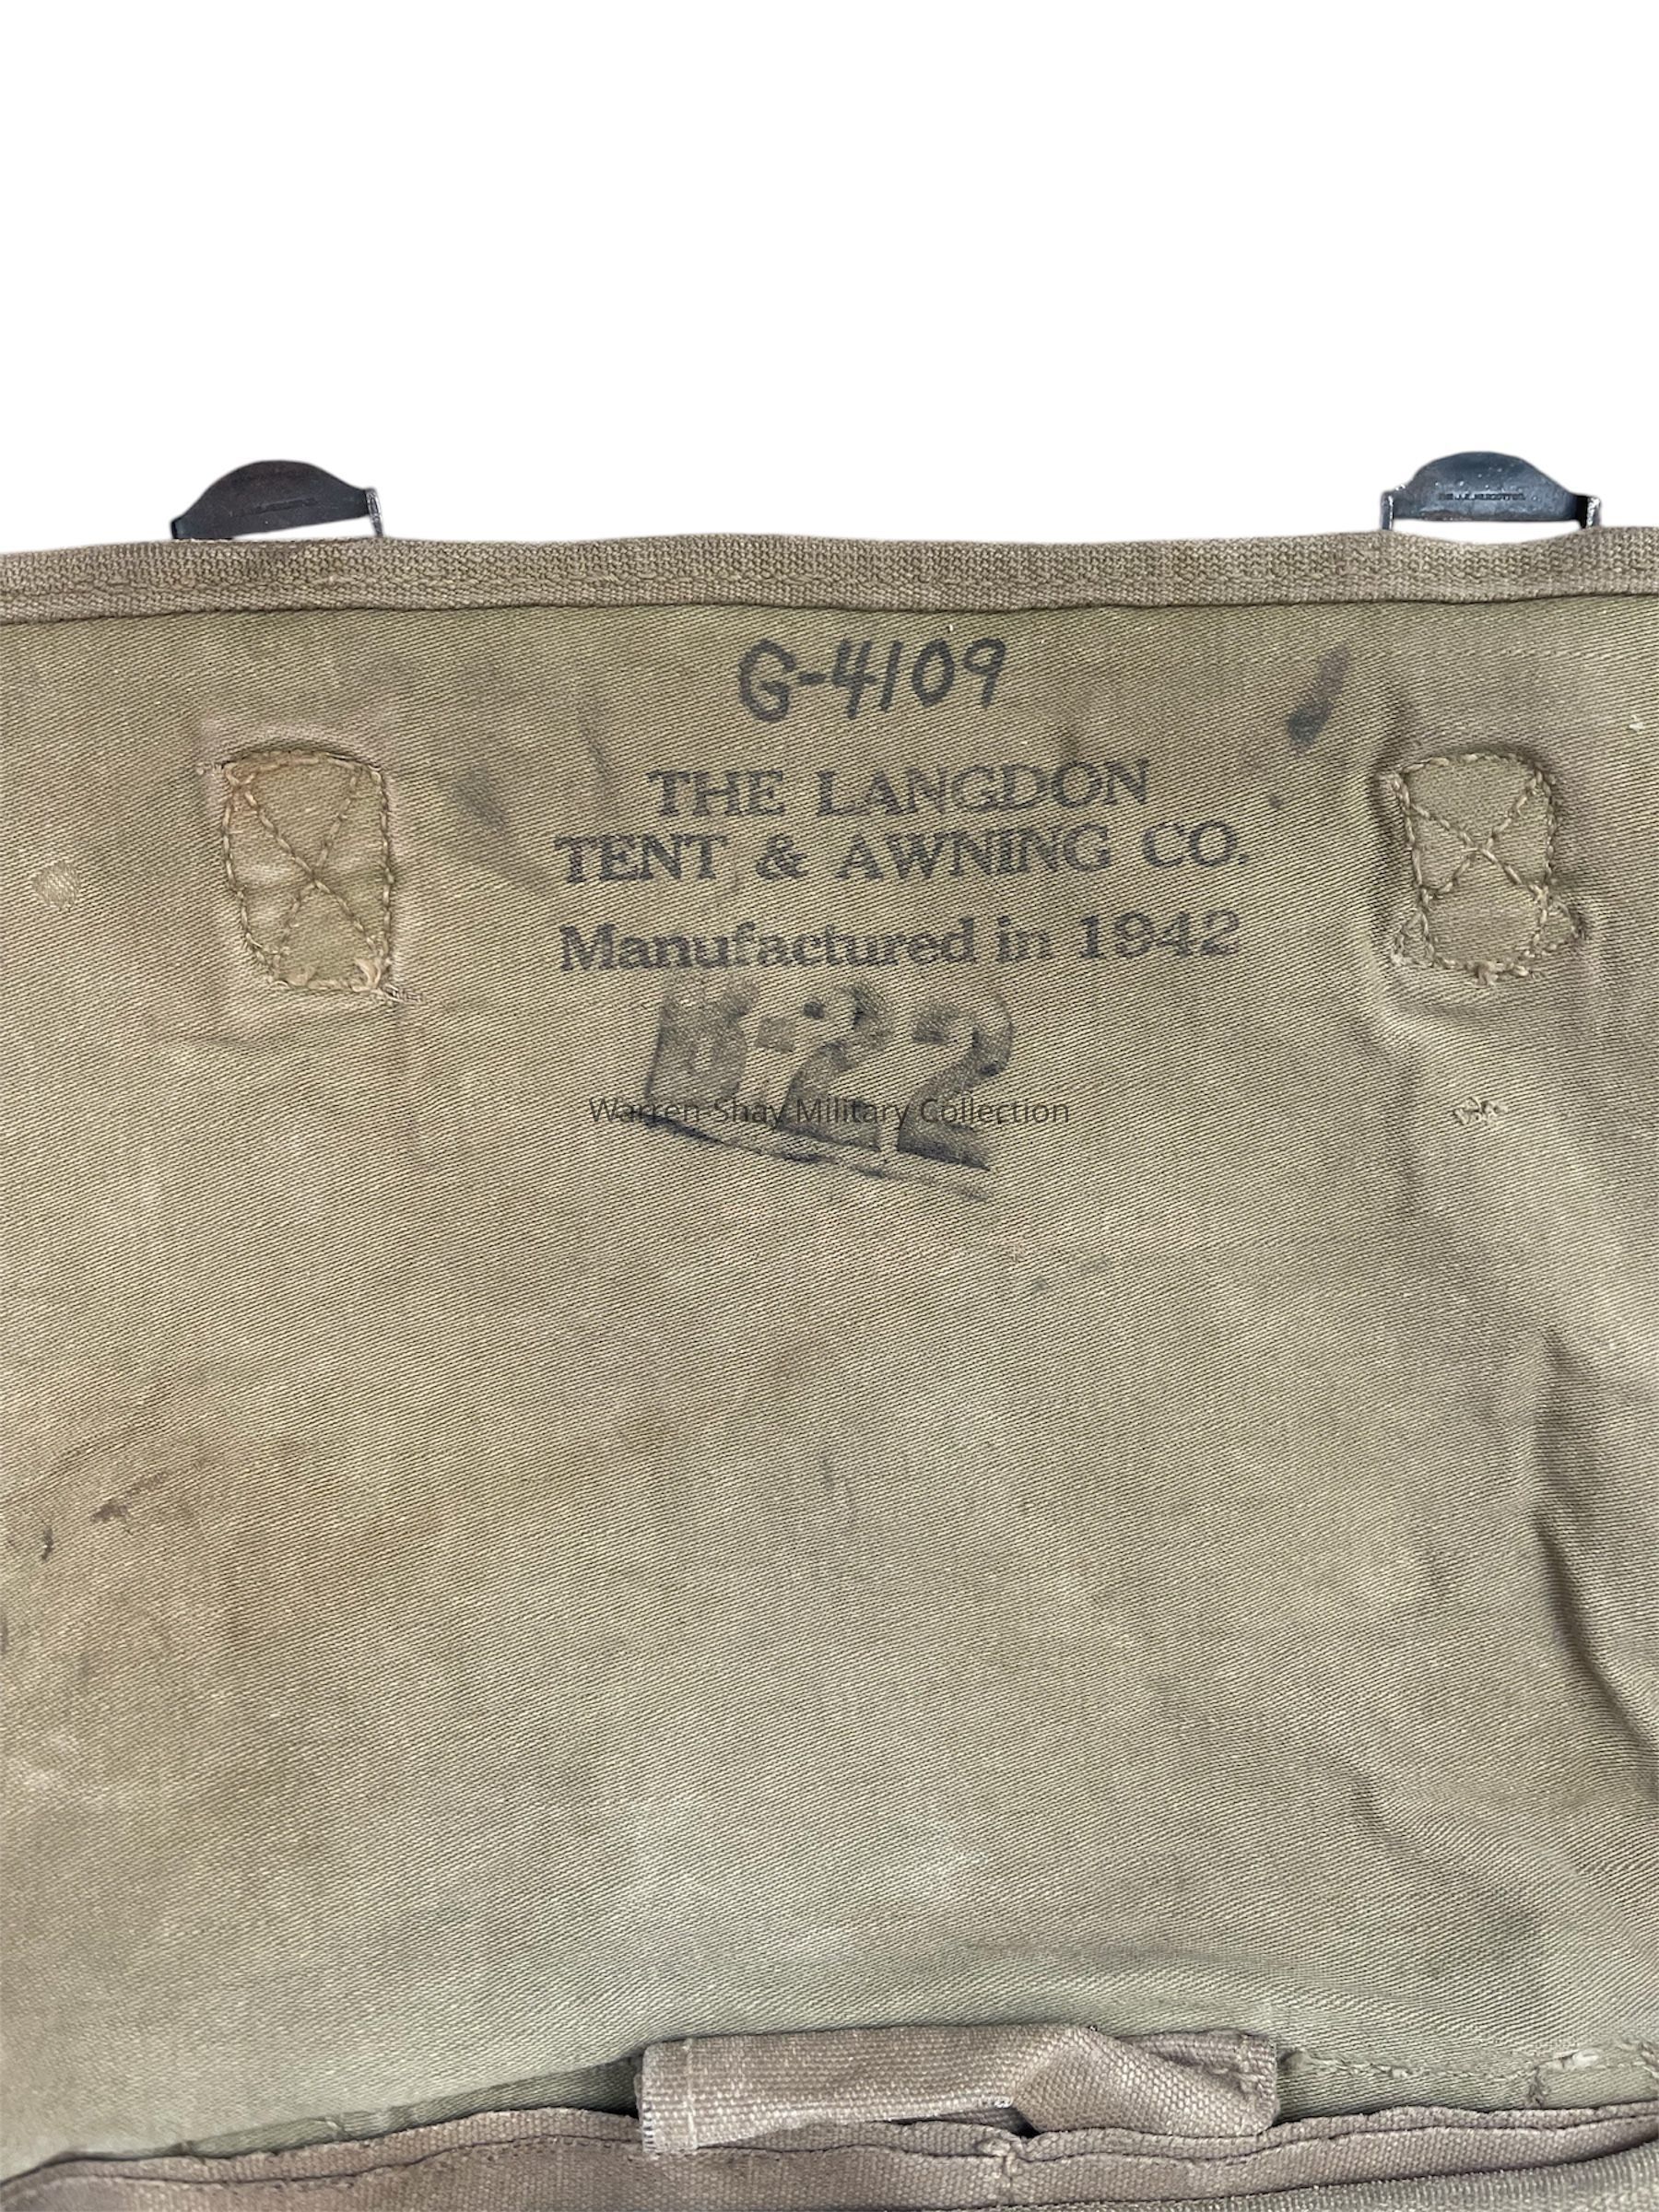 G-4109
THE LANGDON
TENT & AWNING CO.
Manufactured in 1942
Warren-Shay Military Collection